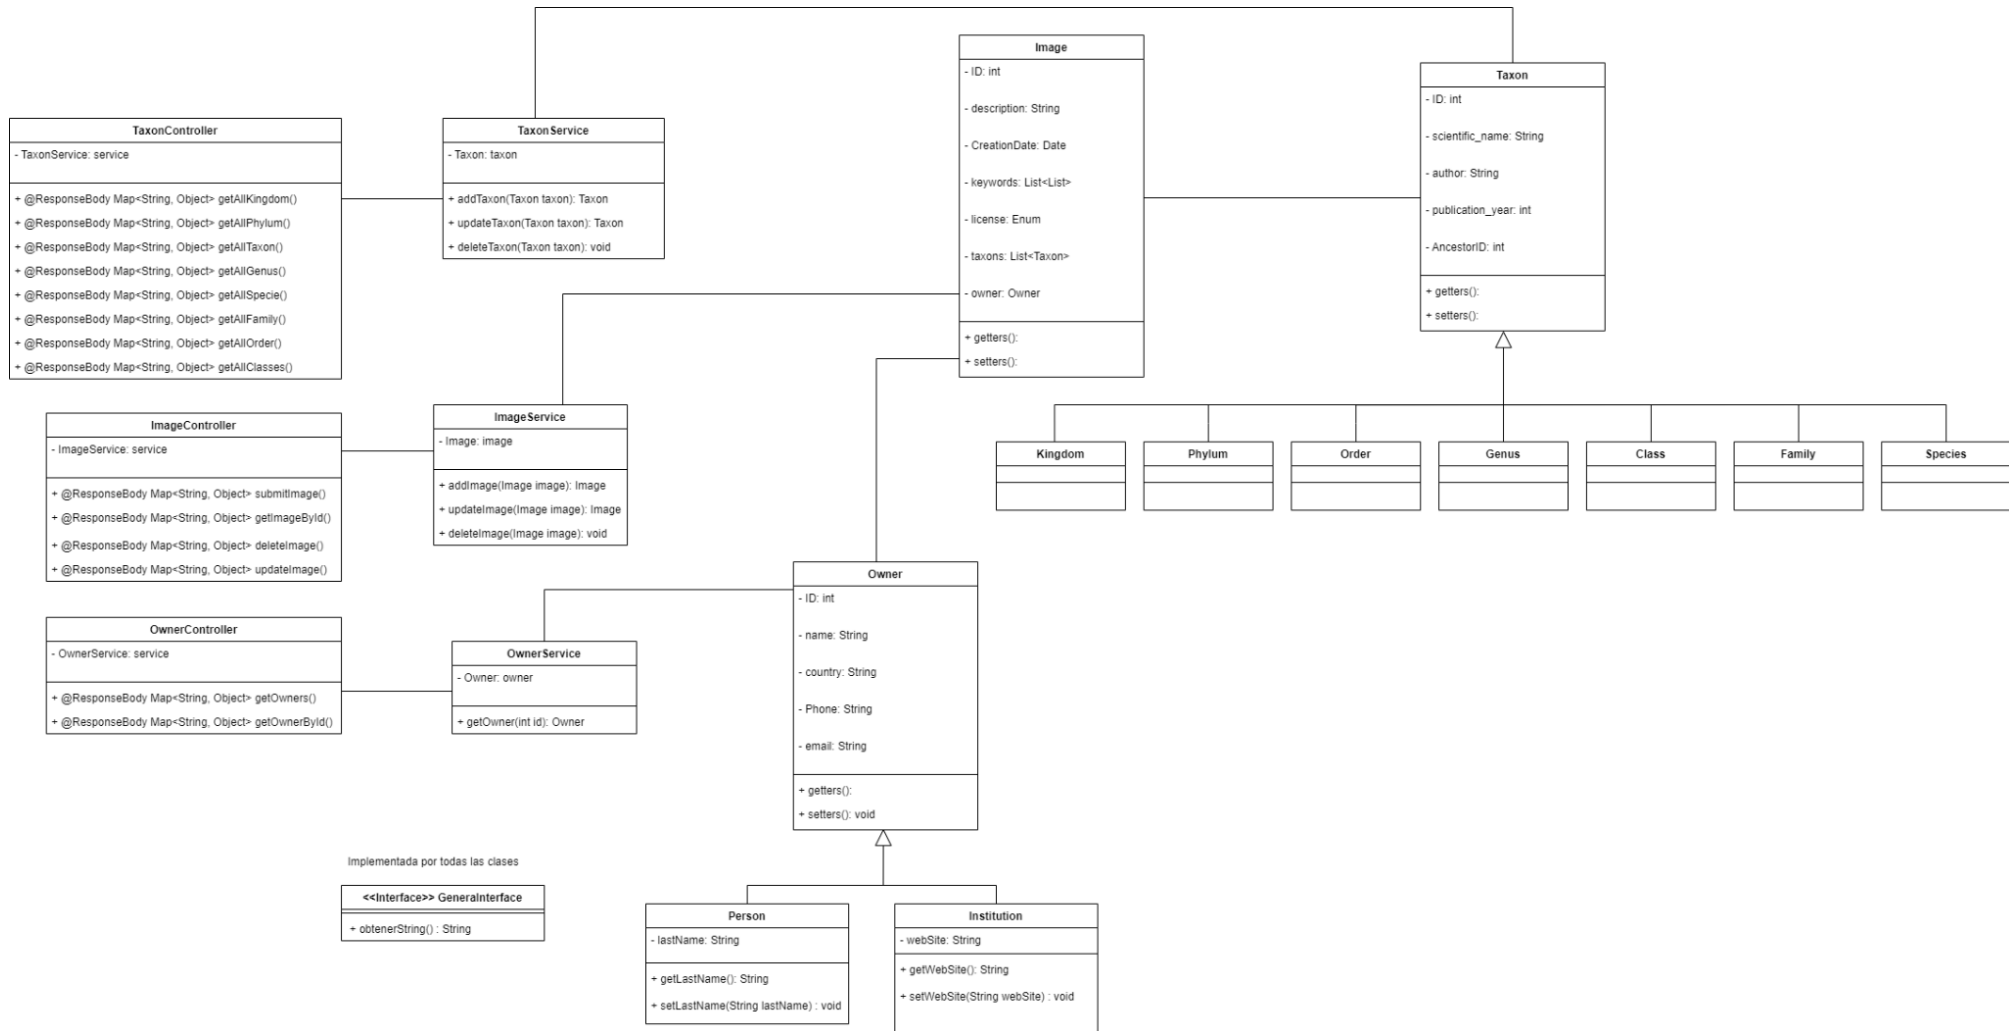 Image
- ID: int
- description: String
- CreationDate: Date
- keywords: List<List>
- license: Enum
- taxons: List<Taxon>
- owner: Owner
+ getters():
+ setters():
Taxon
- ID: int
- scientific_name: String
- author: String
- publication_year: int
- AncestorID: int
+ getters():
+ setters():
TaxonController
- TaxonService: service
+ @ResponseBody Map<String, Object> getAllKingdom()
+ @ResponseBody Map<String, Object> getAllPhylum()
+ @ResponseBody Map<String, Object> getAllTaxon()
+ @ResponseBody Map<String, Object> getAllGenus()
+ @ResponseBody Map<String, Object> getAllSpecie()
+ @ResponseBody Map<String, Object> getAllFamily()
+ @ResponseBody Map<String, Object> getAllOrder()
+ @ResponseBody Map<String, Object> getAllClasses()
TaxonService
- Taxon: taxon
+ addTaxon(Taxon taxon): Taxon
+ updateTaxon(Taxon taxon): Taxon
+ deleteTaxon(Taxon taxon): void
ImageController
- ImageService: service
+ @ResponseBody Map<String, Object> submitImage()
+ @ResponseBody Map<String, Object> getImageById()
+ @ResponseBody Map<String, Object> deleteImage()
+ @ResponseBody Map<String, Object> updateImage()
ImageService
- Image: image
+ addImage(Image image): Image
+ updateImage(Image image): Image
+ deleteImage(Image image): void
Kingdom
Phylum
Order
Genus
Class
Family
Species
OwnerController
- OwnerService: service
+ @ResponseBody Map<String, Object> getOwners()
+ @ResponseBody Map<String, Object> getOwnerById()
OwnerService
- Owner: owner
+ getOwner(int id): Owner
Owner
- ID: int
- name: String
- country: String
- Phone: String
- email: String
+ getters():
+ setters(): void
Implementada por todas las clases
<<Interface>> GeneraInterface
+ obtenerString() : String
Person
- lastName: String
+ getLastName(): String
+ setLastName(String lastName) : void
Institution
- webSite: String
+ getWebSite(): String
+ setWebSite(String webSite) : void